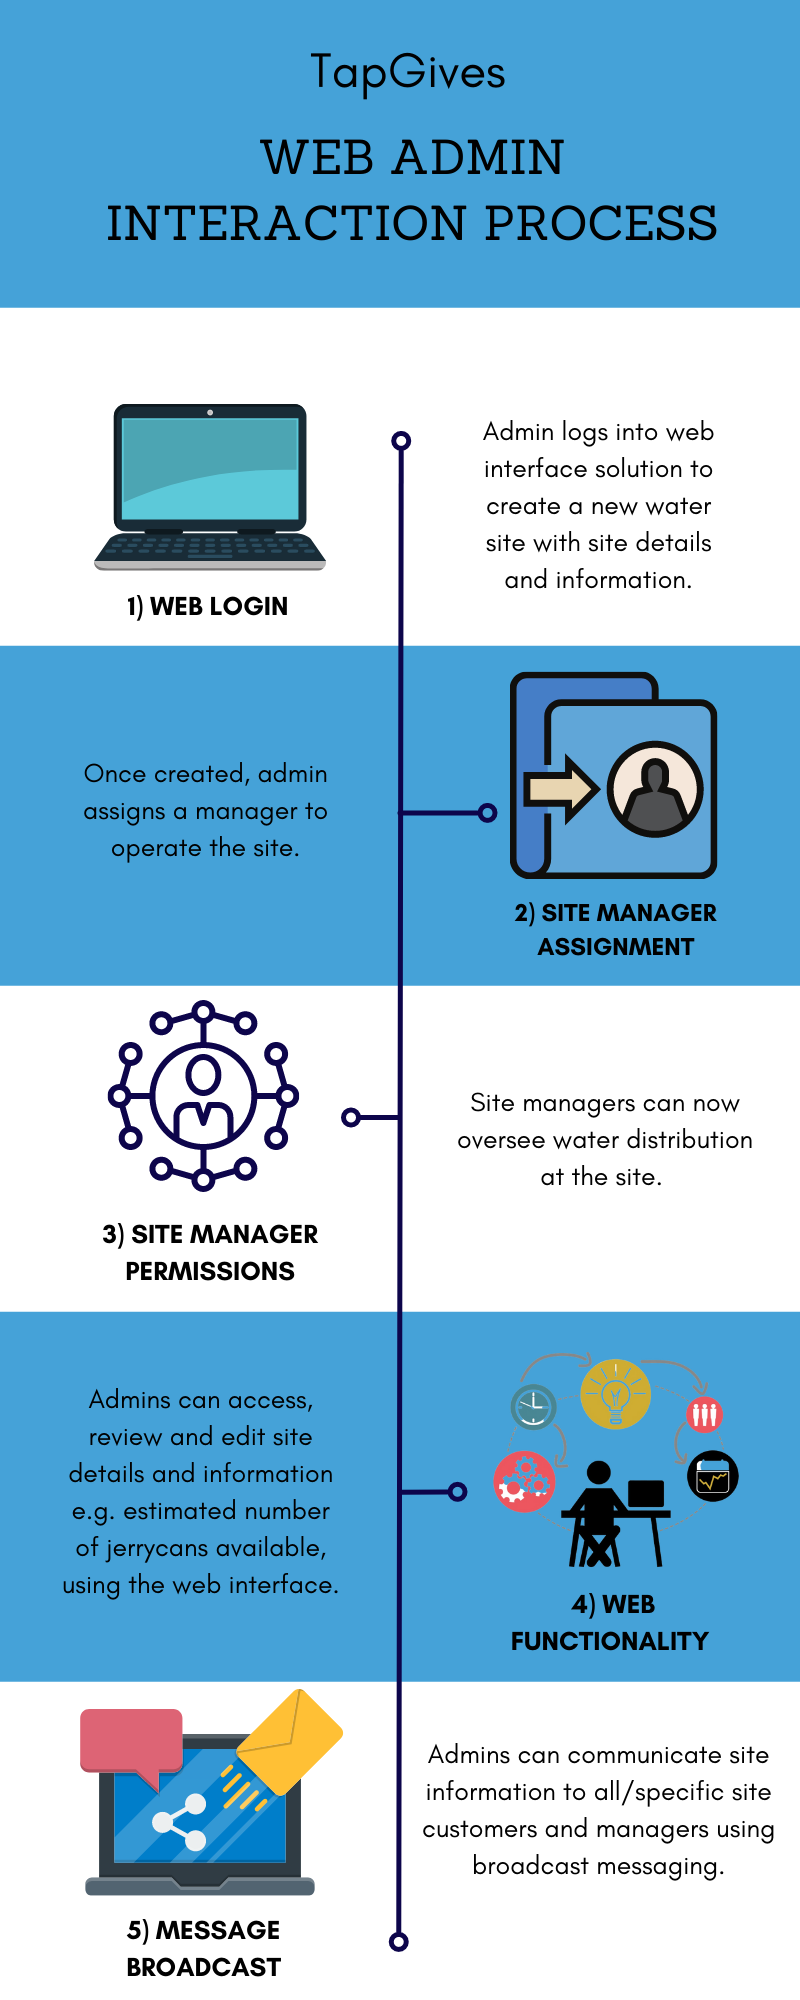 TapGives
WEB ADMIN
INTERACTION PROCESS
Admin logs into web
interface solution to
create a new water
site with site details
and information.
1) WEB LOGIN
Once created, admin
assigns a manager to
operate the site.
2) SITE MANAGER
ASSIGNMENT
Site managers can now
oversee water distribution
at the site.
3) SITE MANAGER
PERMISSIONS
Admins can access,
review and edit site
details and information
e.g. estimated number
of jerrycans available,
using the web interface.
4) WEB
FUNCTIONALITY
Admins can communicate site
information to all/specific site
customers and managers using
broadcast messaging.
5) MESSAGE
BROADCAST